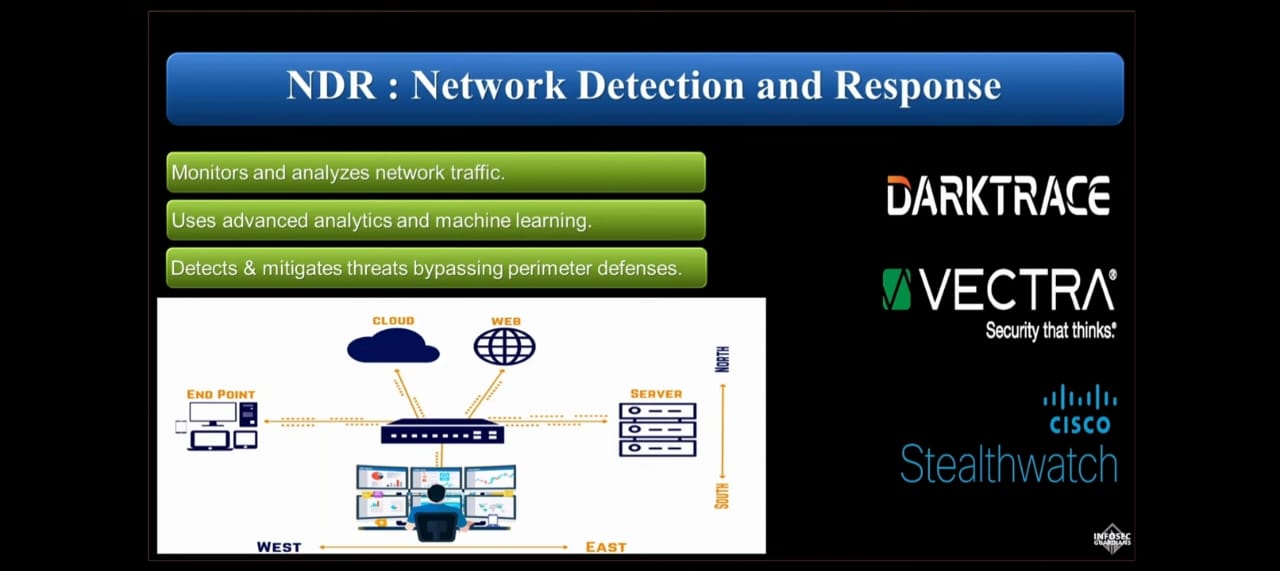 NDR : Network Detection and Response
Monitors and analyzes network traffic.
Uses advanced analytics and machine learning.
Detects & mitigates threats bypassing perimeter defenses.
DARKTRACE
VECTRA®
Security that thinks.®
CISCO
Stealthwatch
CLOUD
WEB
END POINT
SERVER
NORTH
SOUTH
WEST
EAST
INFOSEC
GUARDIANS